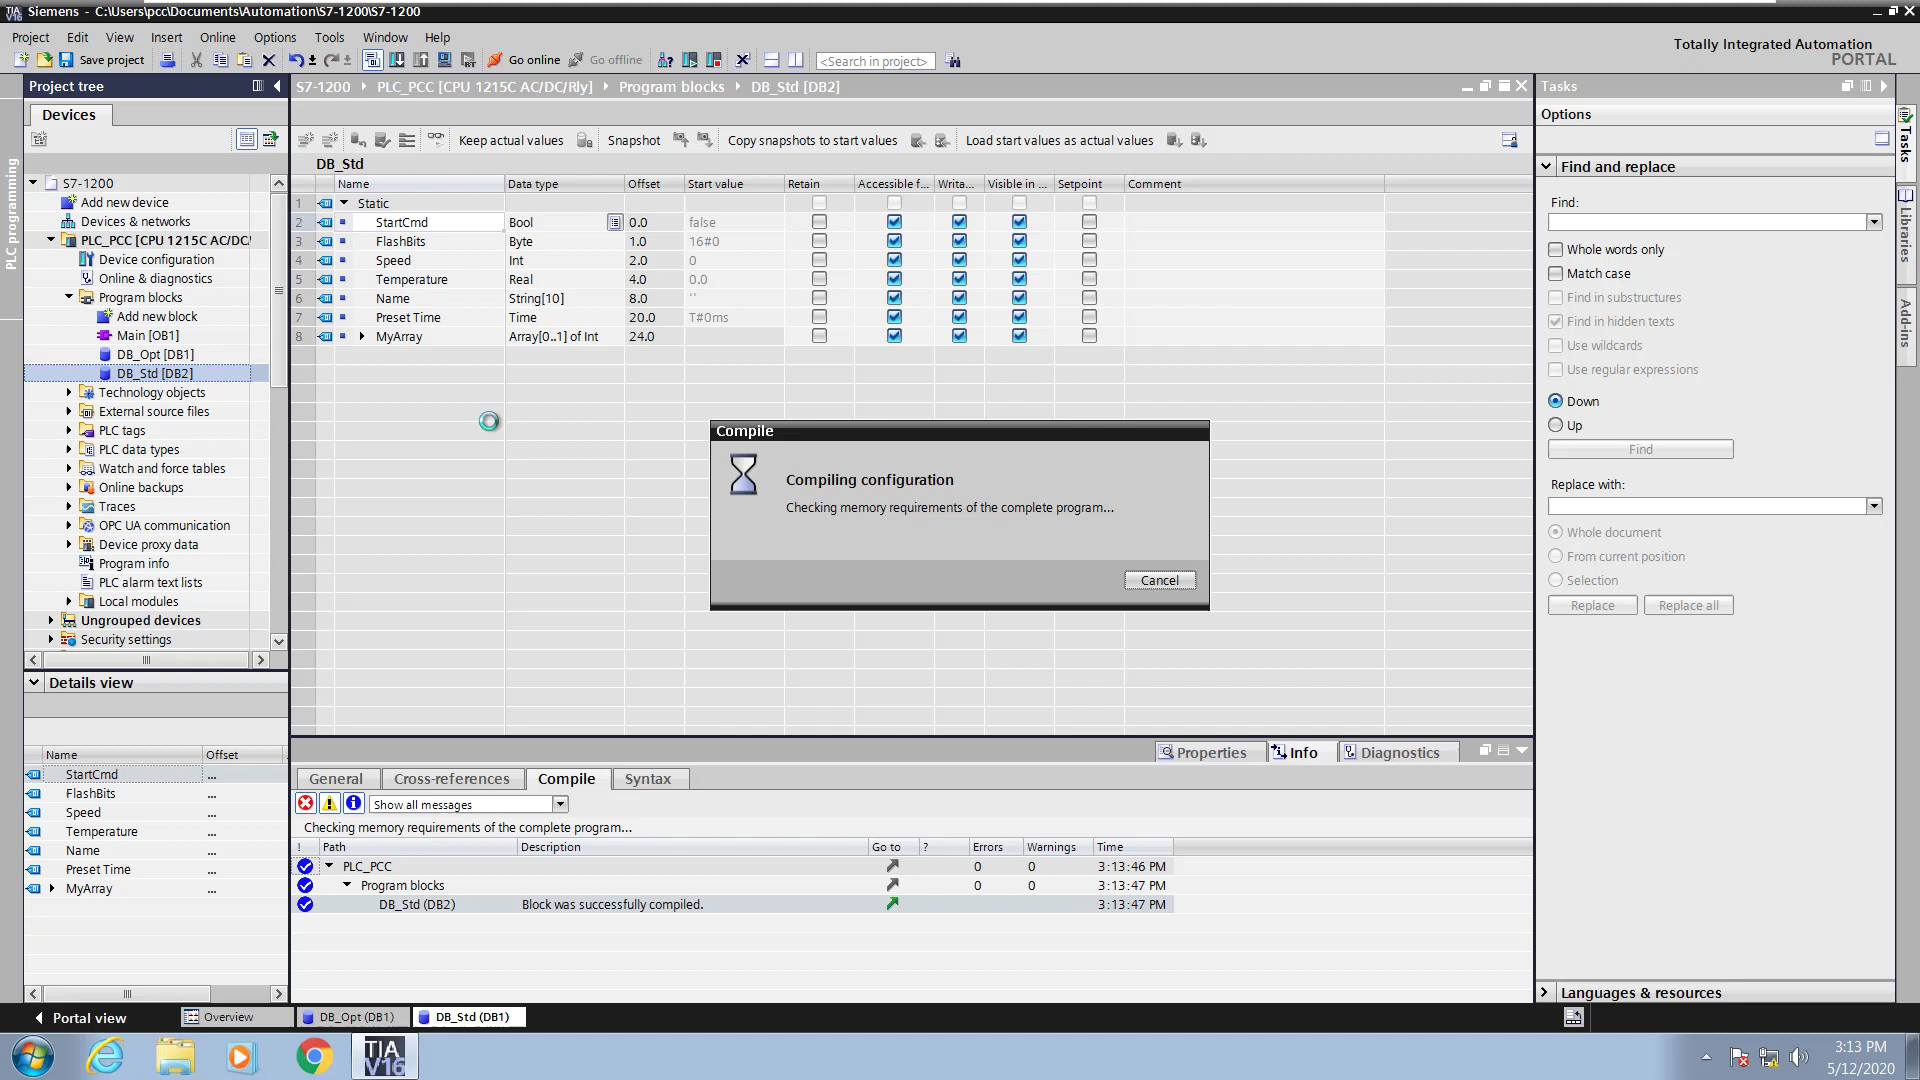 Siemens - C:\Users\pcc\Documents\Automation\S7-1200\S7-1200
Project Edit View Insert Online Options Tools Window Help
Totally Integrated Automation
PORTAL
Save project
Go online
Go offline
<Search in project>
Project tree
S7-1200 PLC_PCC [CPU 1215C AC/DC/Rly] Program blocks DB_Std [DB2]
Tasks
Devices
Options
Keep actual values
Snapshot
Copy snapshots to start values
Load start values as actual values
DB_Std
Name Data type Offset Start value Retain Accessible f... Writa... Visible in ... Setpoint Comment
1 Static
2 StartCmd Bool 0.0 false
3 FlashBits Byte 1.0 16#0
4 Speed Int 2.0 0
5 Temperature Real 4.0 0.0
6 Name String[10] 8.0 ''
7 Preset Time Time 20.0 T#0ms
8 MyArray Array[0..1] of Int 24.0
PLC programming
S7-1200
Add new device
Devices & networks
PLC_PCC [CPU 1215C AC/DC/
Device configuration
Online & diagnostics
Program blocks
Add new block
Main [OB1]
DB_Opt [DB1]
DB_Std [DB2]
Technology objects
External source files
PLC tags
PLC data types
Watch and force tables
Online backups
Traces
OPC UA communication
Device proxy data
Program info
PLC alarm text lists
Local modules
Ungrouped devices
Security settings
Details view
Name Offset
StartCmd ...
FlashBits ...
Speed ...
Temperature ...
Name ...
Preset Time ...
MyArray ...
Compile
Compiling configuration
Checking memory requirements of the complete program...
Cancel
Find and replace
Find:
Whole words only
Match case
Find in substructures
Find in hidden texts
Use wildcards
Use regular expressions
Down
Up
Find
Replace with:
Whole document
From current position
Selection
Replace
Replace all
Languages & resources
Tasks
Libraries
Add-ins
Properties
Info
Diagnostics
General Cross-references Compile Syntax
Show all messages
Checking memory requirements of the complete program...
! Path Description Go to ? Errors Warnings Time
PLC_PCC 0 0 3:13:46 PM
Program blocks 0 0 3:13:47 PM
DB_Std (DB2) Block was successfully compiled. 3:13:47 PM
Portal view
Overview
DB_Opt (DB1)
DB_Std (DB1)
TIA
V16
3:13 PM
5/12/2020